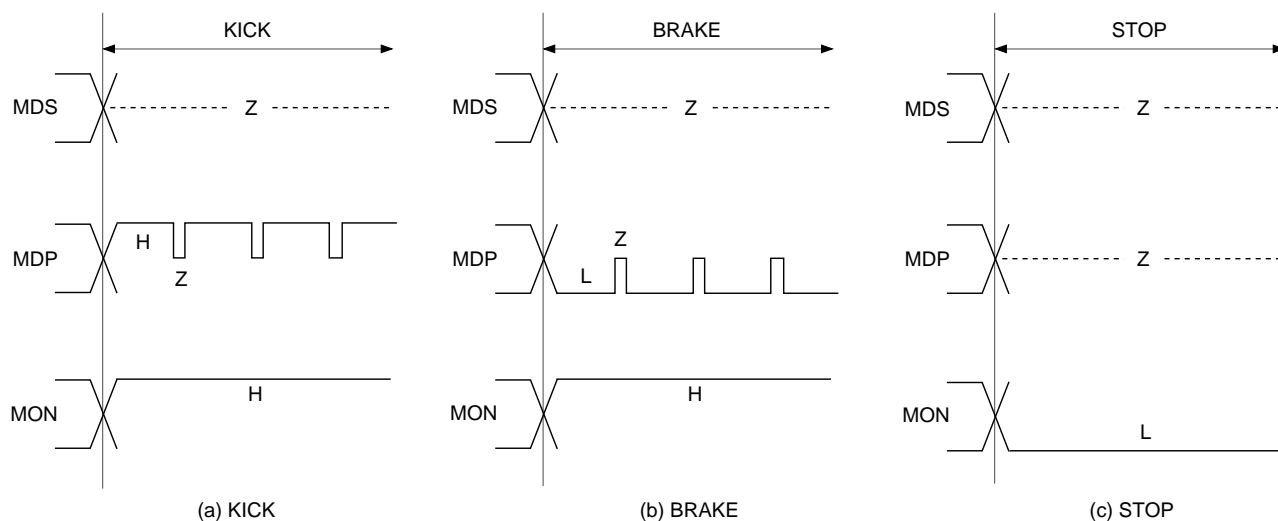 KICK
MDS
Z
MDP
H
Z
MON
H
(a) KICK
BRAKE
MDS
Z
MDP
Z
L
MON
H
(b) BRAKE
STOP
MDS
Z
MDP
Z
MON
L
(c) STOP